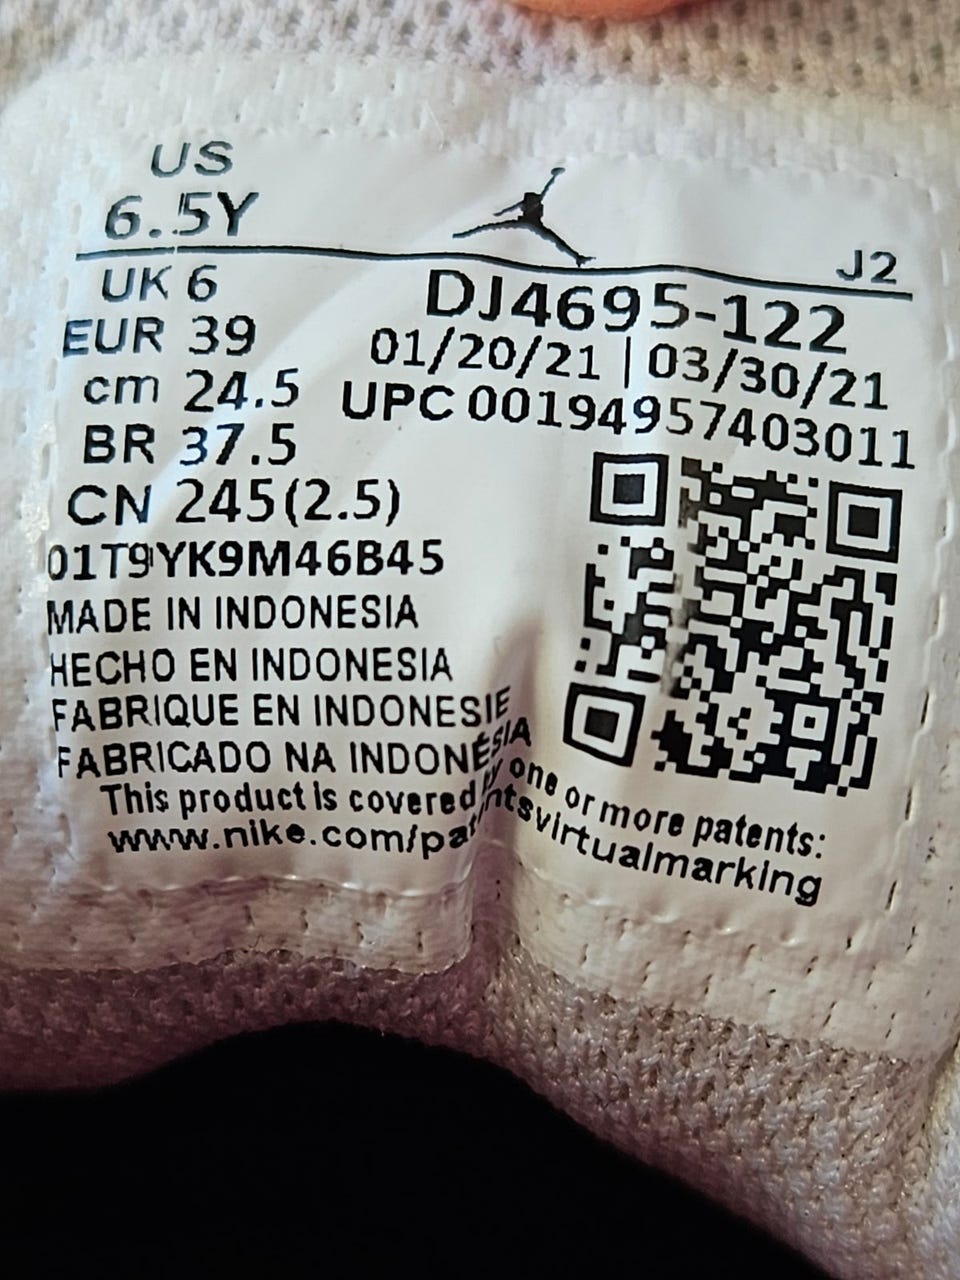 US
6.5Y
J2
UK 6
EUR 39
cm 24.5
BR 37.5
CN 245(2.5)
DJ4695-122
01/20/21 | 03/30/21
UPC 00194957403011
01T9YK9M46B45
MADE IN INDONESIA
HECHO EN INDONESIA
FABRIQUE EN INDONESIE
FABRICADO NA INDONÉSIA
This product is covered by one or more patents:
www.nike.com/patentsvirtualmarking